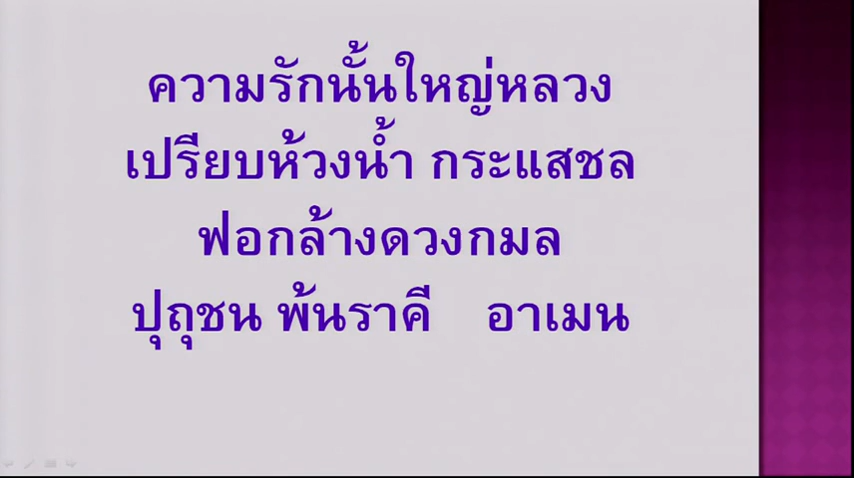 ความรักนั้นใหญ่หลวง
เปรียบห้วงน้ำ กระแสชล
ฟอกล้างดวงกมล
ปุถุชน พ้นราคี อาเมน